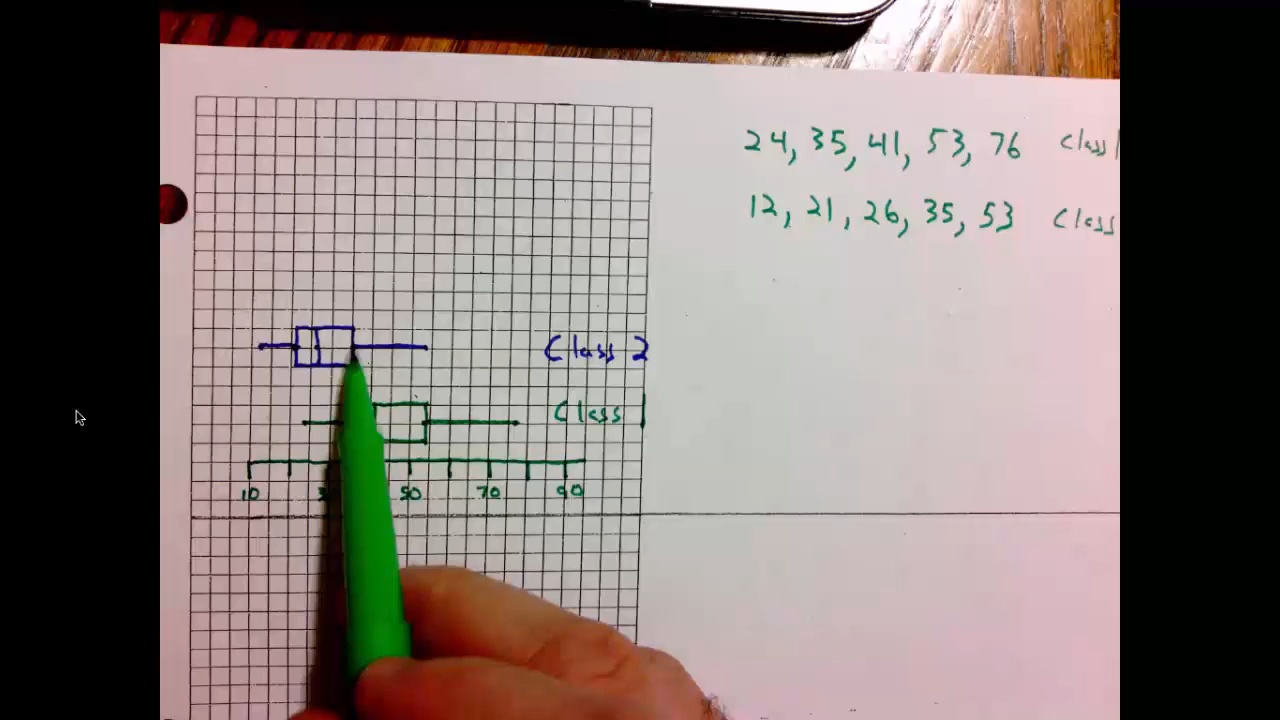 24, 35, 41, 53, 76 Class 1
12, 21, 26, 35, 53 Class
Class 2
Class 1
10 50 70 90